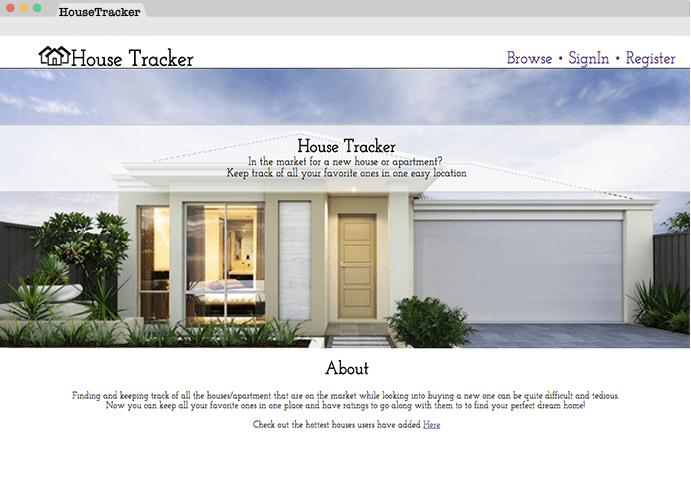 HouseTracker
House Tracker
Browse • SignIn • Register
House Tracker
In the market for a new house or apartment?
Keep track of all your favorite ones in one easy location
About
Finding and keeping track of all the houses/apartment that are on the market while looking into buying a new one can be quite difficult and tedious.
Now you can keep all your favorite ones in one place and have ratings to go along with them to to find your perfect dream home!
Check out the hottest houses users have added Here